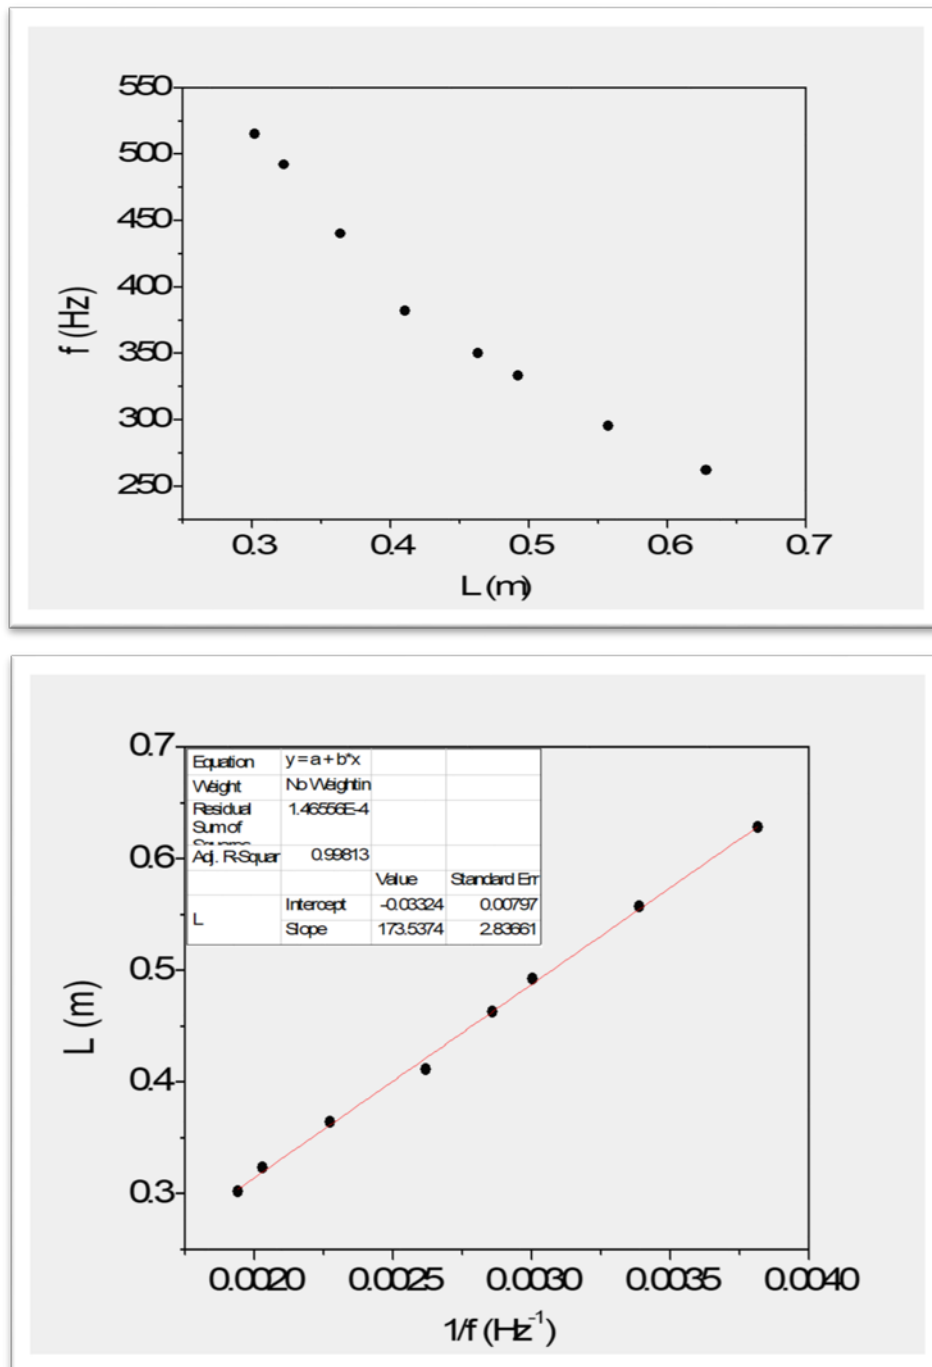 550
500
450
400
350
300
250
f (Hz)
0.3 0.4 0.5 0.6 0.7
L (m)
0.7
0.6
0.5
0.4
0.3
L (m)
Equation y = a + b*x
Weight No Weightin
Residual 1.46556E-4
Sum of
Adj. R-Squar 0.99813
Value Standard Err
L
Intercept -0.03324 0.00797
Slope 173.5374 2.83661
0.0020 0.0025 0.0030 0.0035 0.0040
1/f (Hz⁻¹)